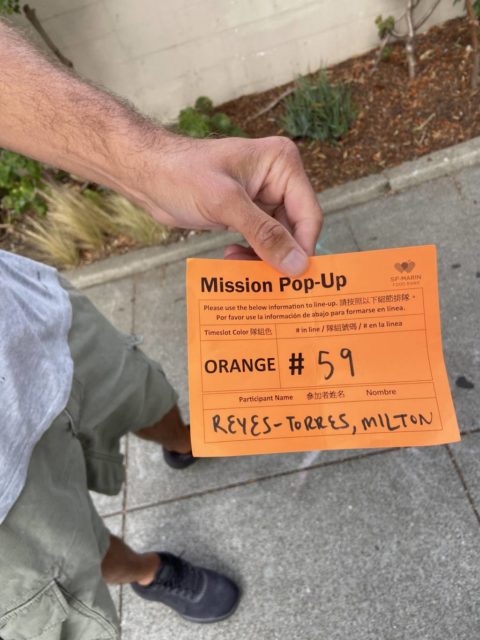 Mission Pop-Up
SF-MARIN
FOOD BANK
Please use the below information to line-up. 請按照以下細節排隊。
Por favor use la información de abajo para formarse en linea.
Timeslot Color 隊組色
# in line / 隊組號碼 / # en la linea
ORANGE
# 59
Participant Name 參加者姓名 Nombre
REYES-TORRES, MILTON